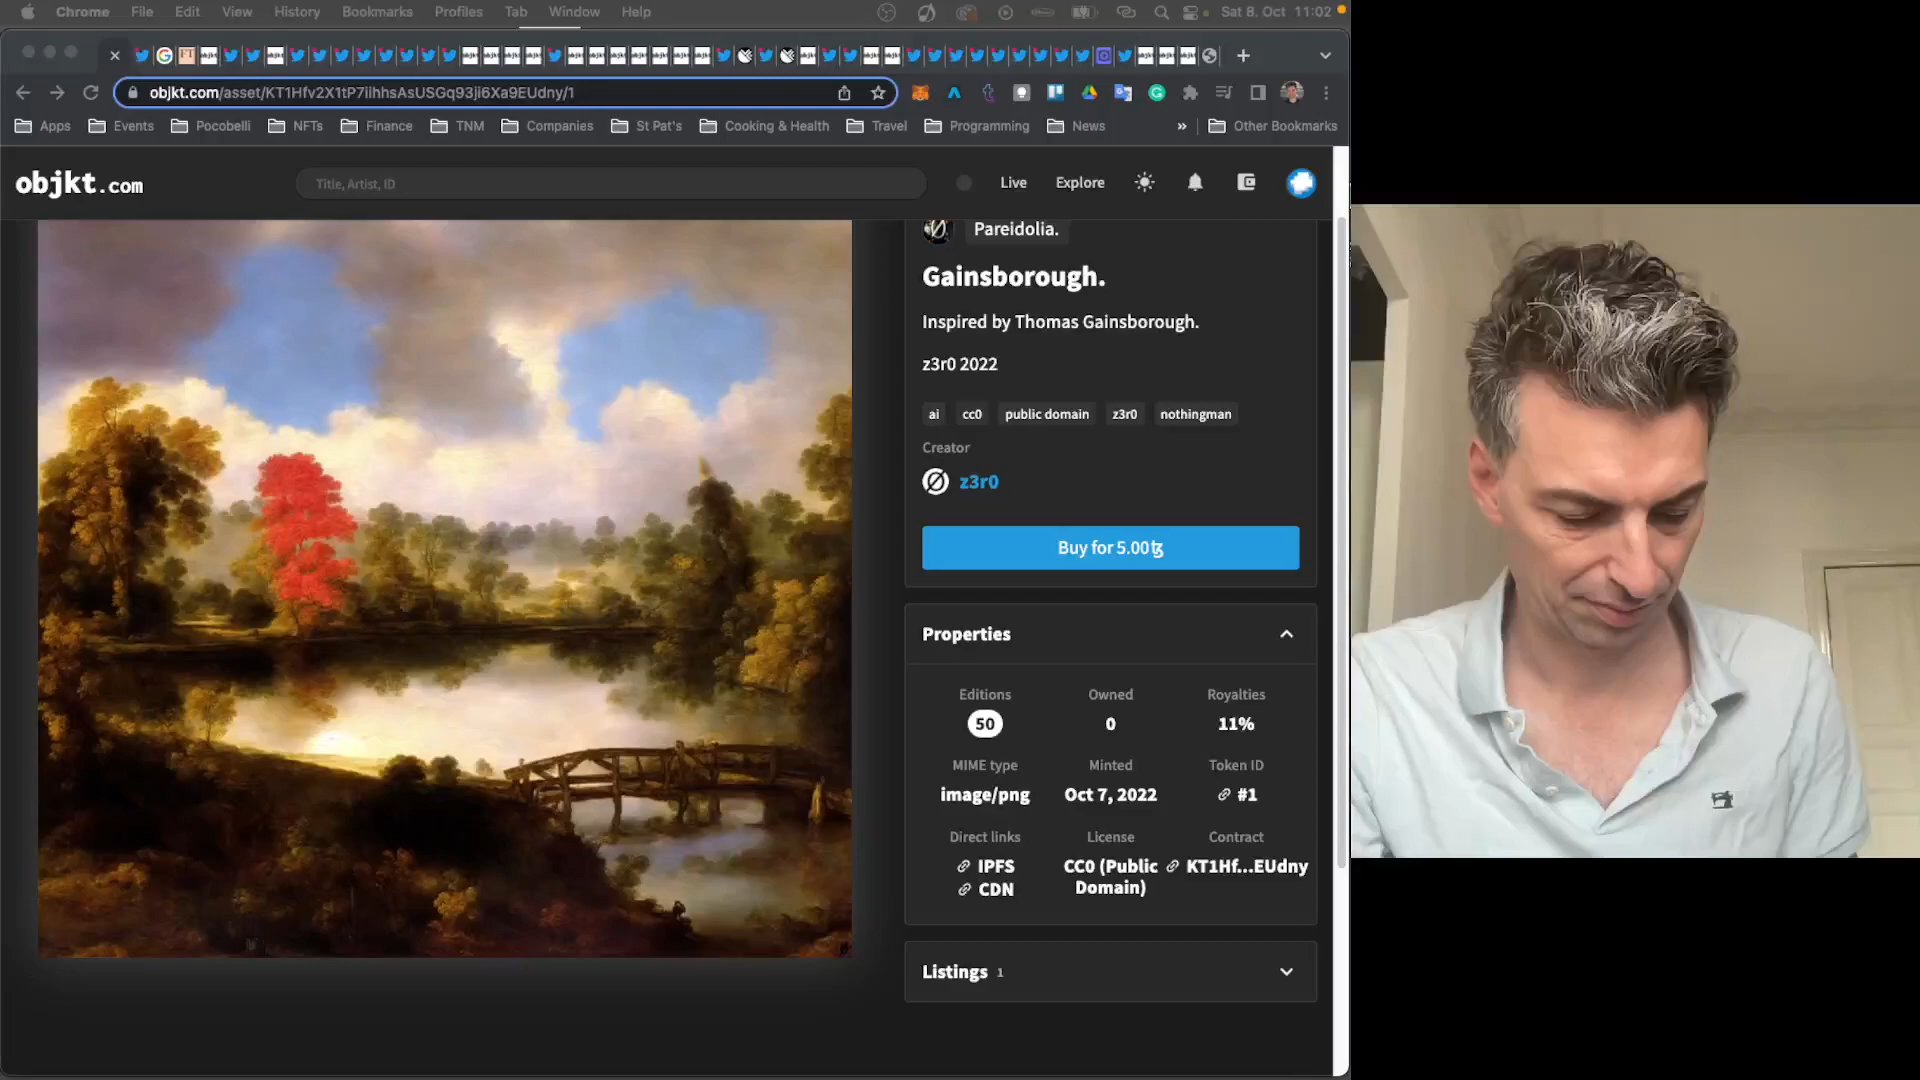 Chrome File Edit View History Bookmarks Profiles Tab Window Help Sat 8. Oct 11:02
objkt.com/asset/KT1Hfv2X1tP7iihhsAsUSGq93ji6Xa9EUdny/1
Apps Events Pocobelli NFTs Finance TNM Companies St Pat's Cooking & Health Travel Programming News » Other Bookmarks
objkt.com
Title, Artist, ID
Live Explore
Pareidolia.
Gainsborough.
Inspired by Thomas Gainsborough.
z3r0 2022
ai cc0 public domain z3r0 nothingman
Creator
z3r0
Buy for 5.00ꜩ
Properties
Editions Owned Royalties
50 0 11%
MIME type Minted Token ID
image/png Oct 7, 2022 #1
Direct links License Contract
IPFS CC0 (Public KT1Hf...EUdny
CDN Domain)
Listings 1